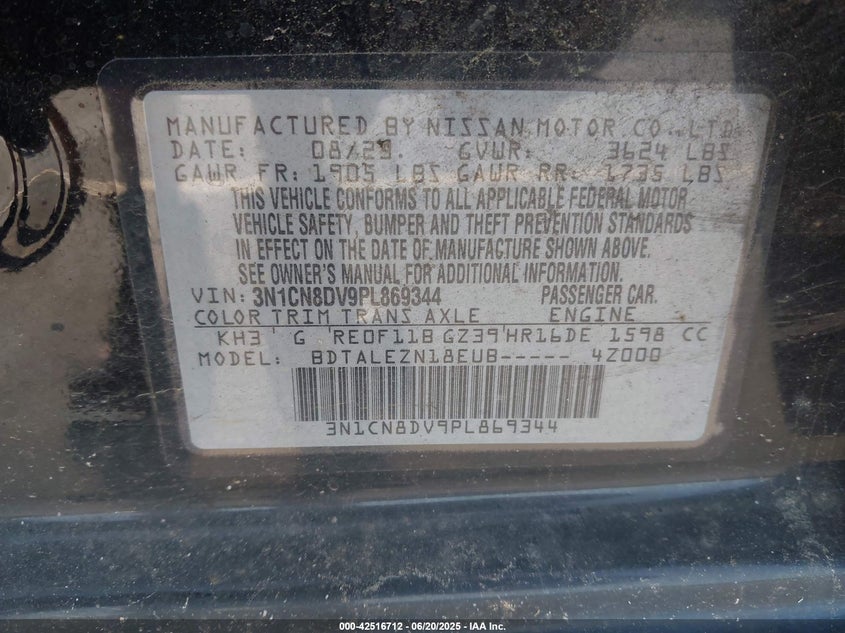 MANUFACTURED BY NISSAN MOTOR CO., LTD.
DATE: 08/23. GVWR: 3624 LBS
GAWR FR: 1905 LBS GAWR RR: 1735 LBS
THIS VEHICLE CONFORMS TO ALL APPLICABLE FEDERAL MOTOR
VEHICLE SAFETY, BUMPER AND THEFT PREVENTION STANDARDS
IN EFFECT ON THE DATE OF MANUFACTURE SHOWN ABOVE.
SEE OWNER'S MANUAL FOR ADDITIONAL INFORMATION.
VIN: 3N1CN8DV9PL869344 PASSENGER CAR.
COLOR TRIM TRANS AXLE ENGINE
KH3 G RE0F11B GZ39 HR16DE 1598 CC
MODEL: BDTALEZN18EUB----- 4Z000
3N1CN8DV9PL869344
000-42516712 - 06/20/2025 - IAA Inc.